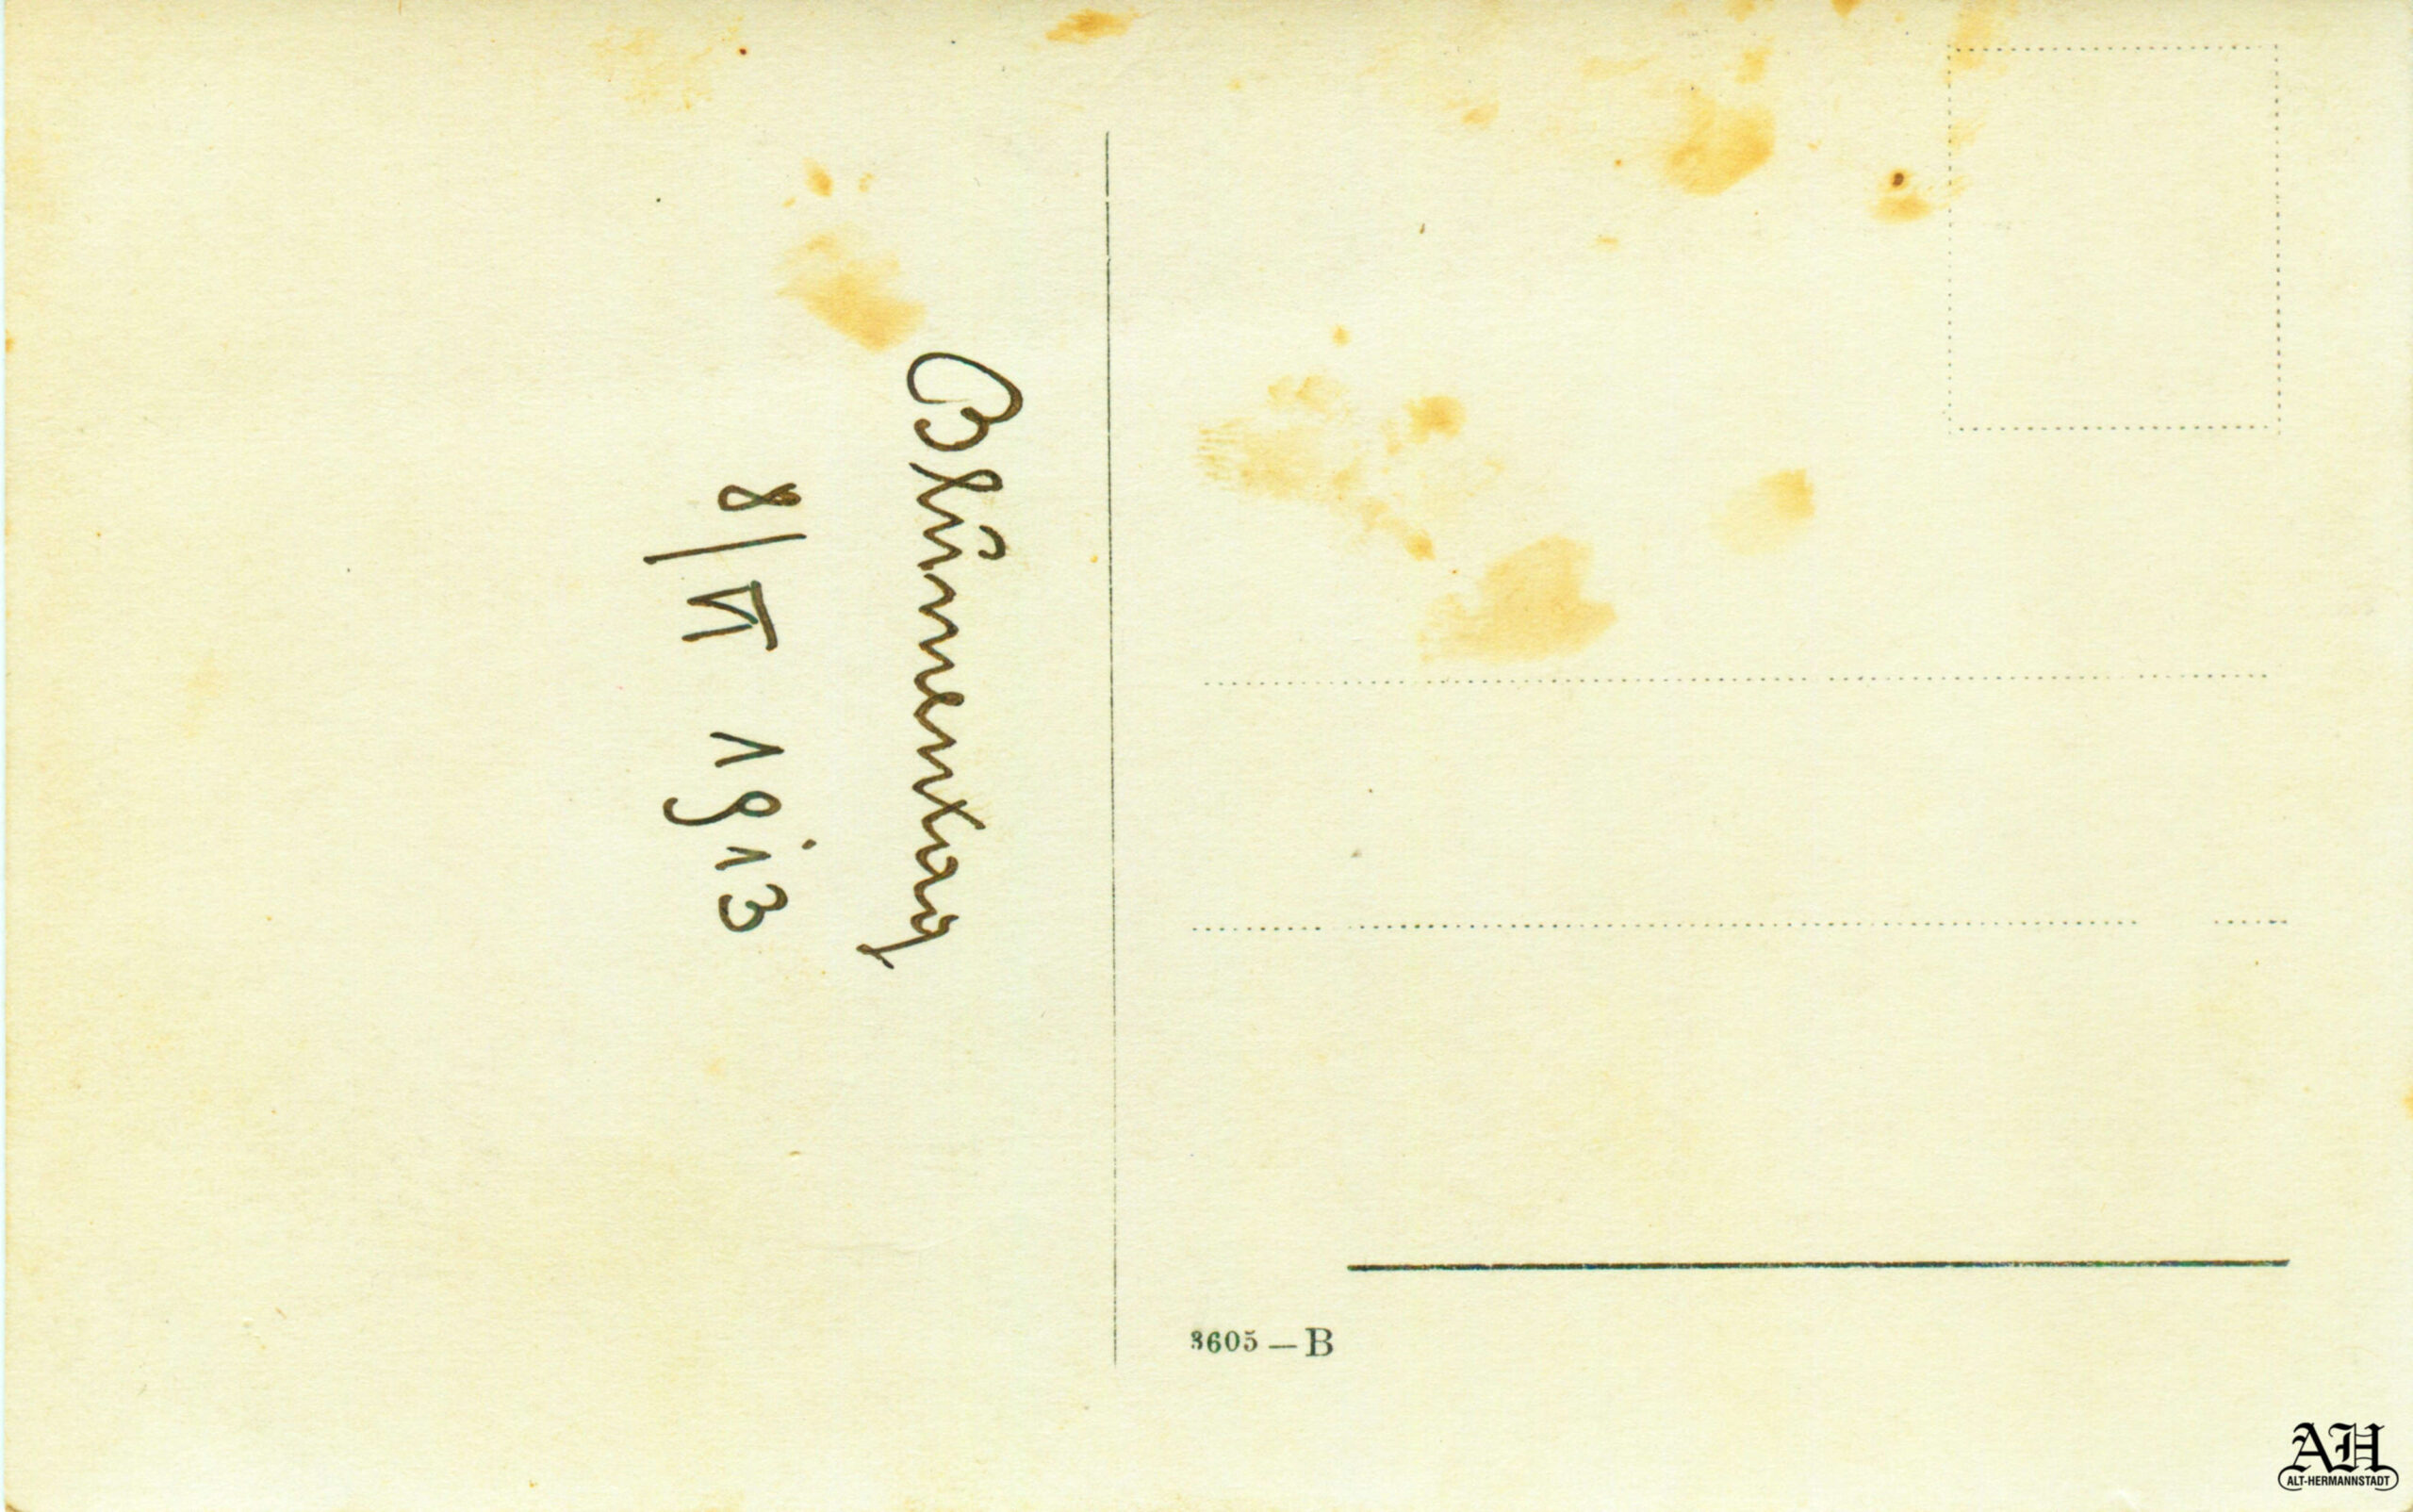 Blumentag
8/VI 1913
3605 — B
AH
ALT-HERMANNSTADT